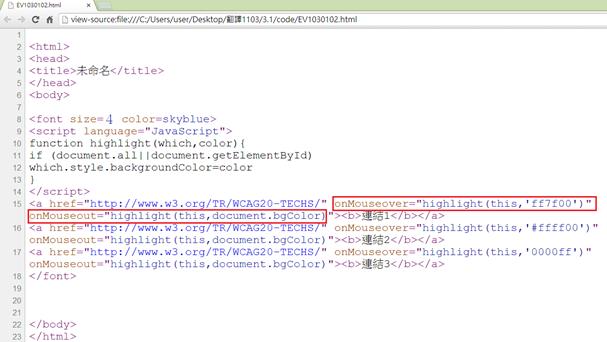 EV1030102.html
view-source:file:///C:/Users/user/Desktop/翻譯1103/3.1/code/EV1030102.html
1
2 <html>
3 <head>
4 <title>未命名</title>
5 </head>
6 <body>
7
8 <font size=4 color=skyblue>
9 <script language="JavaScript">
10 function highlight(which,color){
11 if (document.all||document.getElementById)
12 which.style.backgroundColor=color
13 }
14 </script>
15 <a href="http://www.w3.org/TR/WCAG20-TECHS/" onMouseover="highlight(this,'ff7f00')"
onMouseout="highlight(this,document.bgColor)"><b>連結1</b></a>
16 <a href="http://www.w3.org/TR/WCAG20-TECHS/" onMouseover="highlight(this,'#ffff00')"
onMouseout="highlight(this,document.bgColor)"><b>連結2</b></a>
17 <a href="http://www.w3.org/TR/WCAG20-TECHS/" onMouseover="highlight(this,'0000ff')"
onMouseout="highlight(this,document.bgColor)"><b>連結3</b></a>
18 </font>
19
20
21
22 </body>
23 </html>